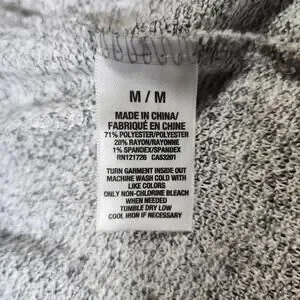 M / M
MADE IN CHINA/
FABRIQUÉ EN CHINE
71% POLYESTER/POLYESTER
28% RAYON/RAYONNE
1% SPANDEX/SPANDEX
RN121726 CA53201
TURN GARMENT INSIDE OUT
MACHINE WASH COLD WITH
LIKE COLORS
ONLY NON-CHLORINE BLEACH
WHEN NEEDED
TUMBLE DRY LOW
COOL IRON IF NECESSARY